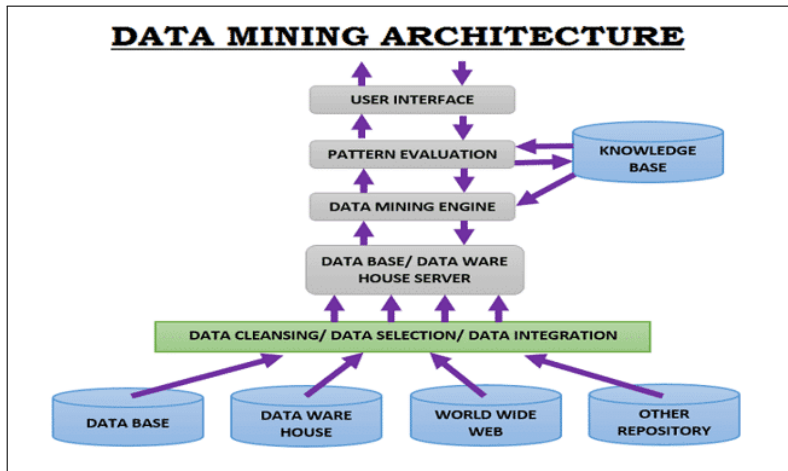 DATA MINING ARCHITECTURE
USER INTERFACE
PATTERN EVALUATION
KNOWLEDGE
BASE
DATA MINING ENGINE
DATA BASE/ DATA WARE
HOUSE SERVER
DATA CLEANSING/ DATA SELECTION/ DATA INTEGRATION
DATA BASE
DATA WARE
HOUSE
WORLD WIDE
WEB
OTHER
REPOSITORY